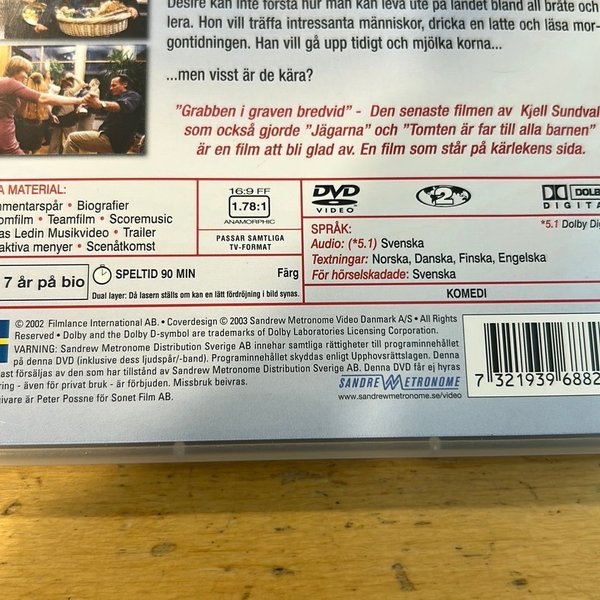 Desire kan inte förstå hur man kan leva ute på landet bland all bråte och
lera. Hon vill träffa intressanta människor, dricka en latte och läsa mor-
gontidningen. Han vill gå upp tidigt och mjölka korna...
...men visst är de kära?
"Grabben i graven bredvid" - Den senaste filmen av Kjell Sundval
som också gjorde "Jägarna" och "Tomten är far till alla barnen"
är en film att bli glad av. En film som står på kärlekens sida.
A MATERIAL:
mmentarspår • Biografier
omfilm • Teamfilm • Scoremusic
as Ledin Musikvideo • Trailer
aktiva menyer • Scenåtkomst
16:9 FF
1.78:1
ANAMORPHIC
PASSAR SAMTLIGA
TV-FORMAT
7 år på bio
SPELTID 90 MIN
Färg
Dual layer: Då lasern ställs om kan en lätt fördröjning i bild synas.
DVD
VIDEO
2
DOLB
DIGITA
SPRÅK:
*5.1 Dolby Dig
Audio: (*5.1) Svenska
Textningar: Norska, Danska, Finska, Engelska
För hörselskadade: Svenska
KOMEDI
© 2002 Filmlance International AB. • Coverdesign © 2003 Sandrew Metronome Video Danmark A/S • All Rights
Reserved • Dolby and the Dolby D-symbol are trademarks of Dolby Laboratories Licensing Corporation.
VARNING: Sandrew Metronome Distribution Sverige AB innehar samtliga rättigheter till programinnehållet
på denna DVD (inklusive dess ljudspår/-band). Programinnehållet skyddas enligt Upphovsrättslagen. Denna
ast försäljas av den som har tillstånd av Sandrew Metronome Distribution Sverige AB. Denna DVD får ej hyras
ring - även för privat bruk - är förbjuden. Missbruk beivras.
givare är Peter Possne för Sonet Film AB.
SANDREW METRONOME
www.sandrewmetronome.se/video
7 321939 6882